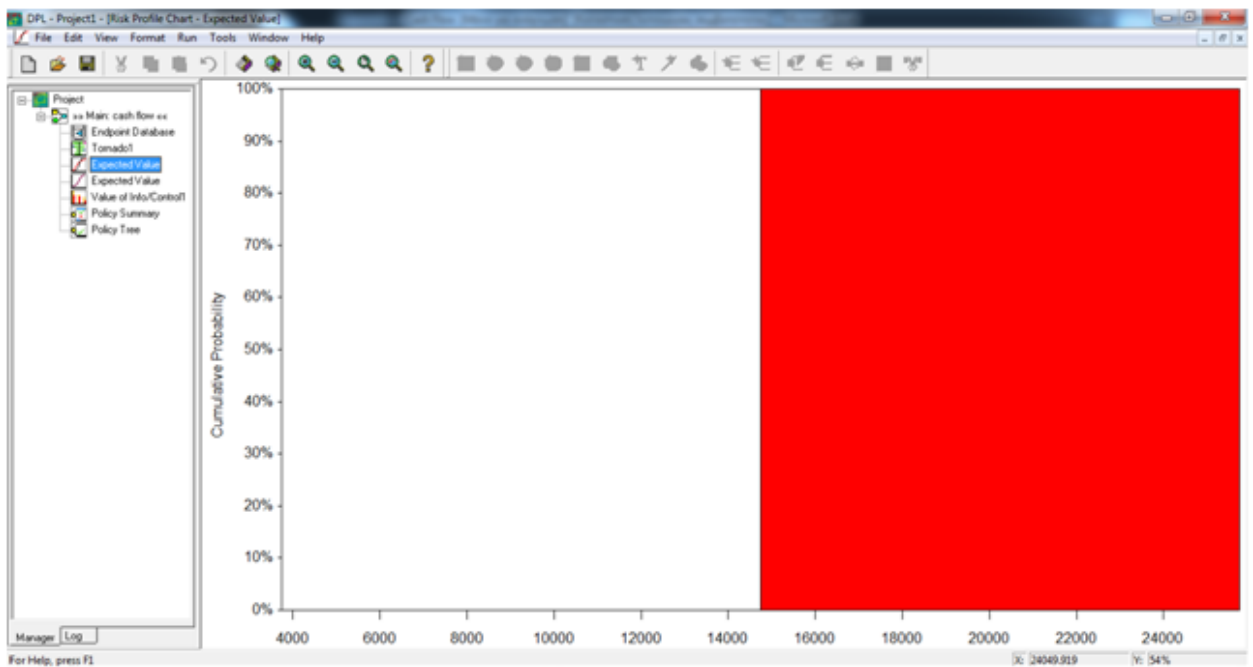 DPL - Project1 - [Risk Profile Chart - Expected Value]
File Edit View Format Run Tools Window Help
Project
»» Main: cash flow ««
Endpoint Database
Tornado1
Expected Value
Expected Value
Value of Info/Control1
Policy Summary
Policy Tree
Manager Log
Cumulative Probability
100%
90%
80%
70%
60%
50%
40%
30%
20%
10%
0%
4000 6000 8000 10000 12000 14000 16000 18000 20000 22000 24000
For Help, press F1 X: 24049.919 Y: 54%